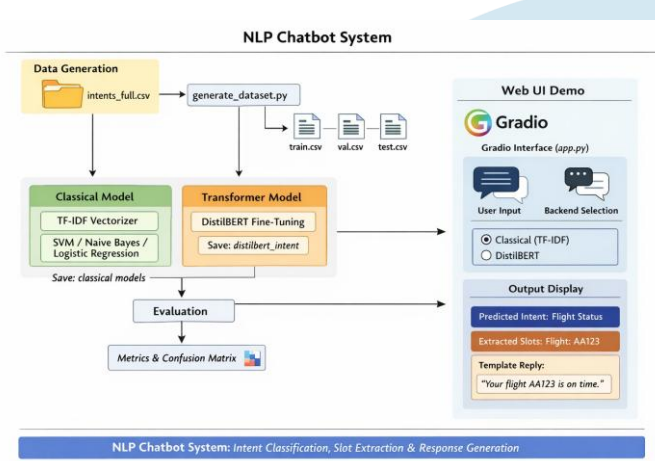 NLP Chatbot System
Data Generation
intents_full.csv
generate_dataset.py
train.csv
val.csv
test.csv
Classical Model
TF-IDF Vectorizer
SVM / Naive Bayes /
Logistic Regression
Transformer Model
DistilBERT Fine-Tuning
Save: distilbert_intent
Save: classical models
Evaluation
Metrics & Confusion Matrix
Web UI Demo
Gradio
Gradio Interface (app.py)
User Input
Backend Selection
Classical (TF-IDF)
DistilBERT
Output Display
Predicted Intent: Flight Status
Extracted Slots: Flight: AA123
Template Reply:
"Your flight AA123 is on time."
NLP Chatbot System: Intent Classification, Slot Extraction & Response Generation